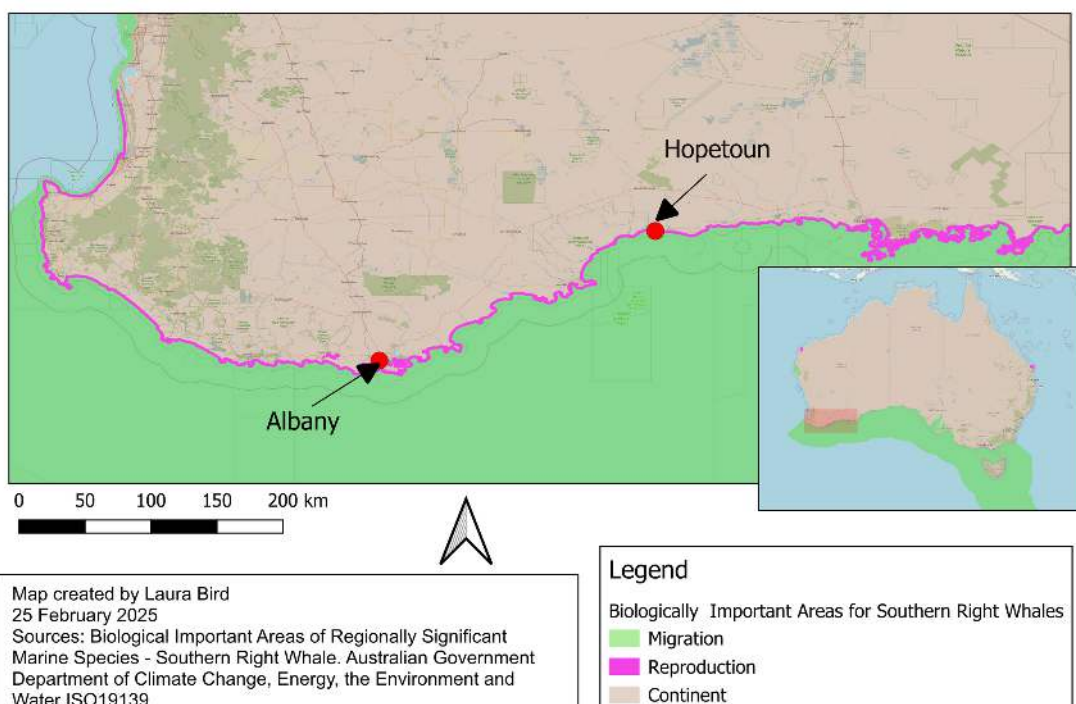 Hopetoun
Albany
0 50 100 150 200 km
Map created by Laura Bird
25 February 2025
Sources: Biological Important Areas of Regionally Significant
Marine Species - Southern Right Whale. Australian Government
Department of Climate Change, Energy, the Environment and
Water ISO19139
Legend
Biologically Important Areas for Southern Right Whales
Migration
Reproduction
Continent